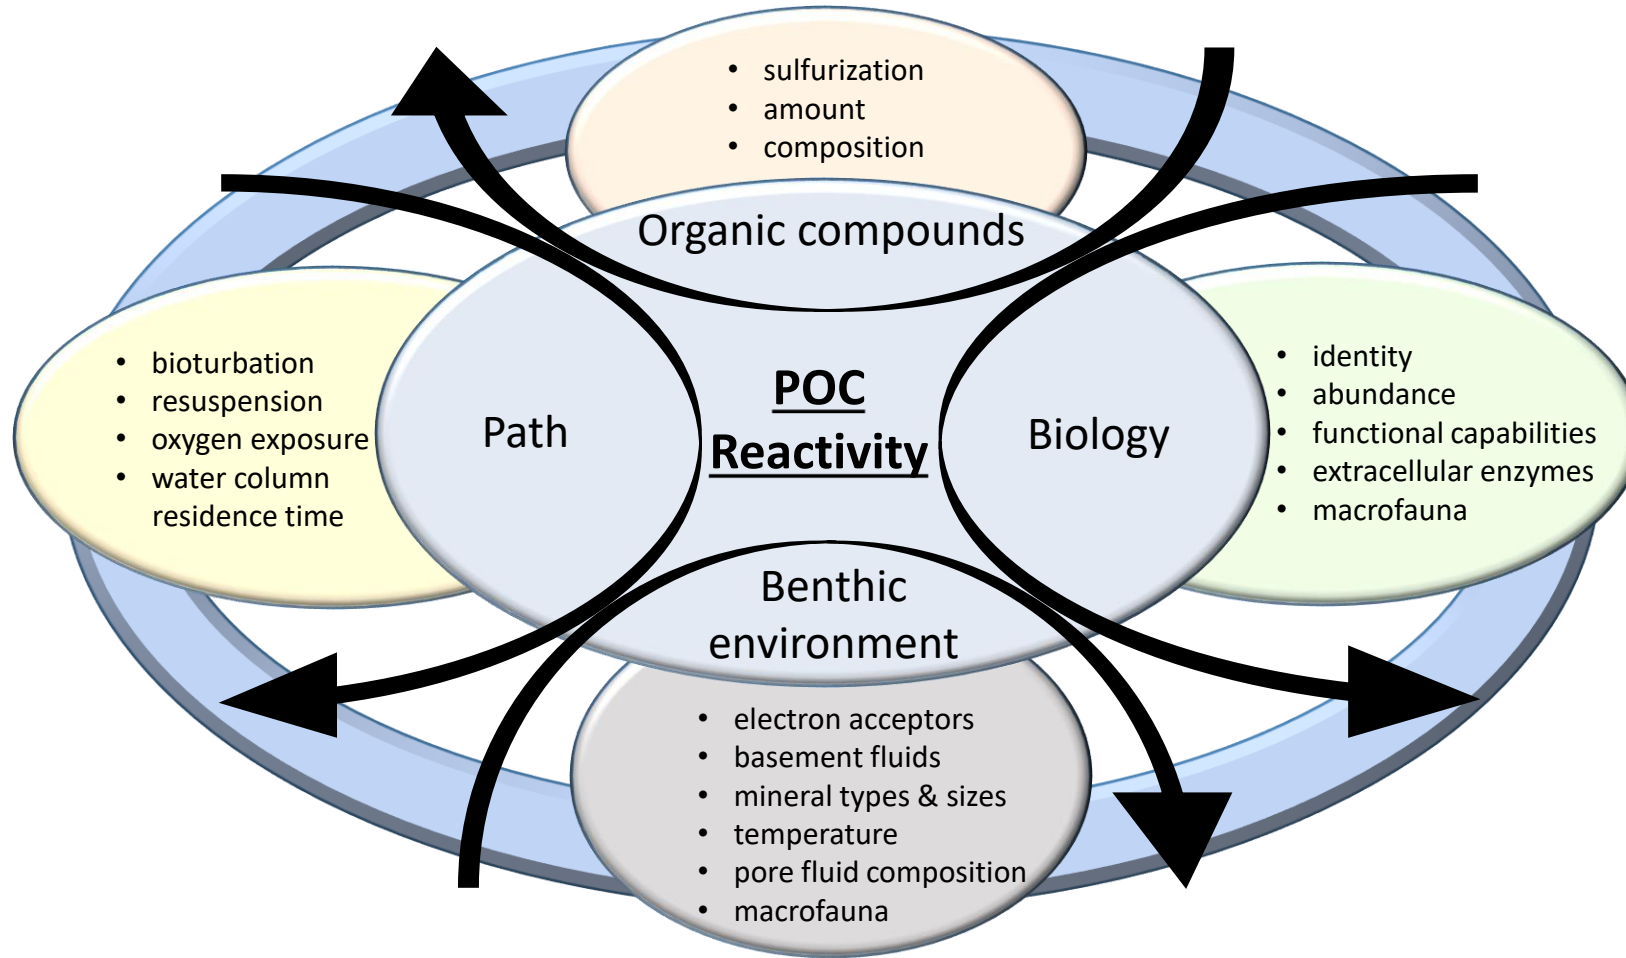 • sulfurization
• amount
• composition
Organic compounds
• bioturbation
• resuspension
• oxygen exposure
• water column
residence time
Path
POC
Reactivity
Biology
• identity
• abundance
• functional capabilities
• extracellular enzymes
• macrofauna
Benthic
environment
• electron acceptors
• basement fluids
• mineral types & sizes
• temperature
• pore fluid composition
• macrofauna